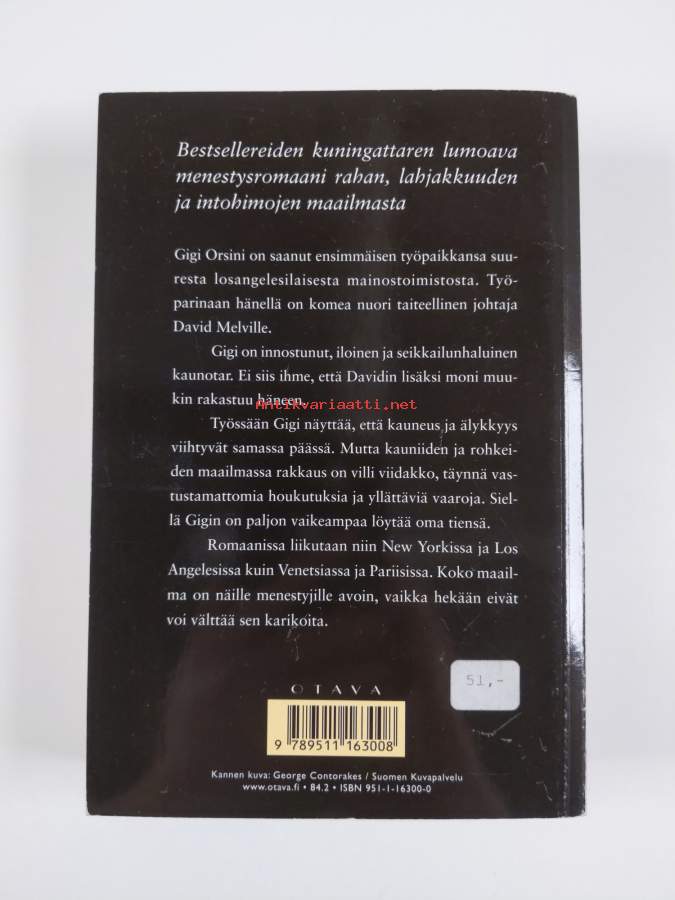 Bestsellereiden kuningattaren lumoava
menestysromaani rahan, lahjakkuuden
ja intohimojen maailmasta
Gigi Orsini on saanut ensimmäisen työpaikkansa suu-
resta losangelesilaisesta mainostoimistosta. Työ-
parinaan hänellä on komea nuori taiteellinen johtaja
David Melville.
Gigi on innostunut, iloinen ja seikkailunhaluinen
kaunotar. Ei siis ihme, että Davidin lisäksi moni muu-
kin rakastuu häneen.
Antikvariaatti.net
Työssään Gigi näyttää, että kauneus ja älykkyys
viihtyvät samassa päässä. Mutta kauniiden ja rohkei-
den maailmassa rakkaus on villi viidakko, täynnä vas-
tustamattomia houkutuksia ja yllättäviä vaaroja. Siel-
lä Gigin on paljon vaikeampaa löytää oma tiensä.
Romaanissa liikutaan niin New Yorkissa ja Los
Angelesissa kuin Venetsiassa ja Pariisissa. Koko maail-
ma on näille menestyjille avoin, vaikka hekään eivät
voi välttää sen karikoita.
51,-
OTAVA
9 789511 163008
Kannen kuva: George Contorakes / Suomen Kuvapalvelu
www.otava.fi • 84.2 • ISBN 951-1-16300-0